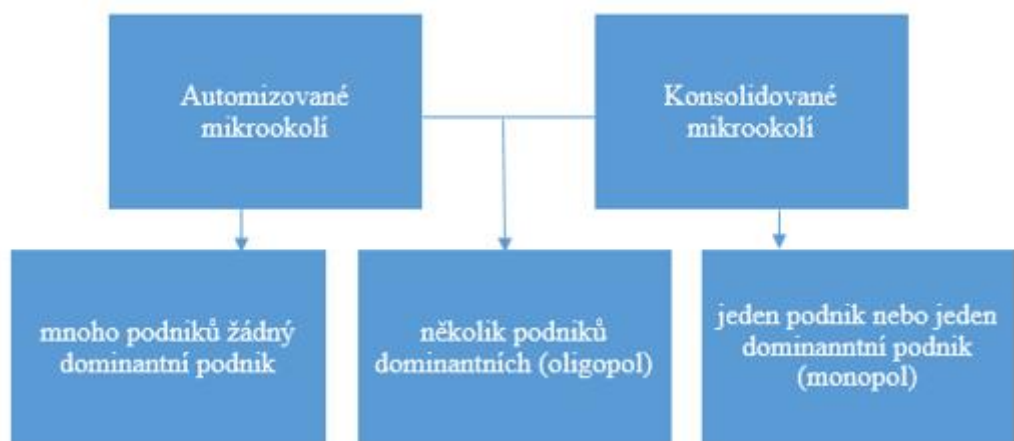 Automizované
mikrookolí
Konsolidované
mikrookolí
mnoho podniků žádný
dominantní podnik
několik podniků
dominantních (oligopol)
jeden podnik nebo jeden
dominanntní podnik
(monopol)